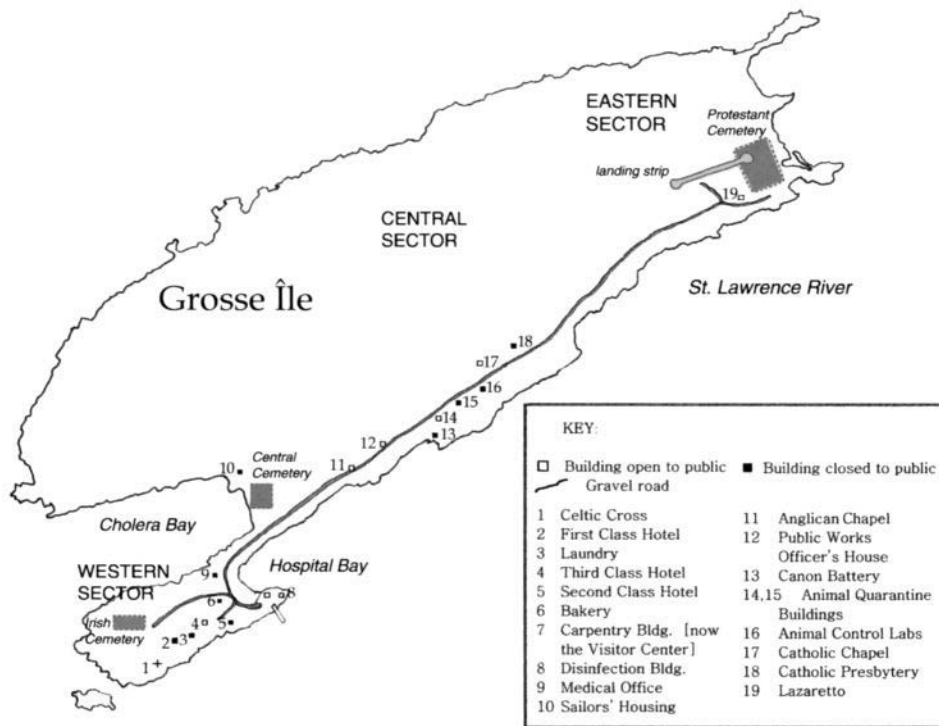 EASTERN
SECTOR
Protestant
Cemetery
landing strip
19
CENTRAL
SECTOR
Grosse Île
St. Lawrence River
18
17
16
15
14
13
12
11
10
Central
Cemetery
Cholera Bay
Hospital Bay
WESTERN
SECTOR
9
8
6
Irish
Cemetery
4
5
2
3
1
KEY:
Building open to public
Building closed to public
Gravel road
1 Celtic Cross
2 First Class Hotel
3 Laundry
4 Third Class Hotel
5 Second Class Hotel
6 Bakery
7 Carpentry Bldg. [now
the Visitor Center]
8 Disinfection Bldg.
9 Medical Office
10 Sailors' Housing
11 Anglican Chapel
12 Public Works
Officer's House
13 Canon Battery
14,15 Animal Quarantine
Buildings
16 Animal Control Labs
17 Catholic Chapel
18 Catholic Presbytery
19 Lazaretto